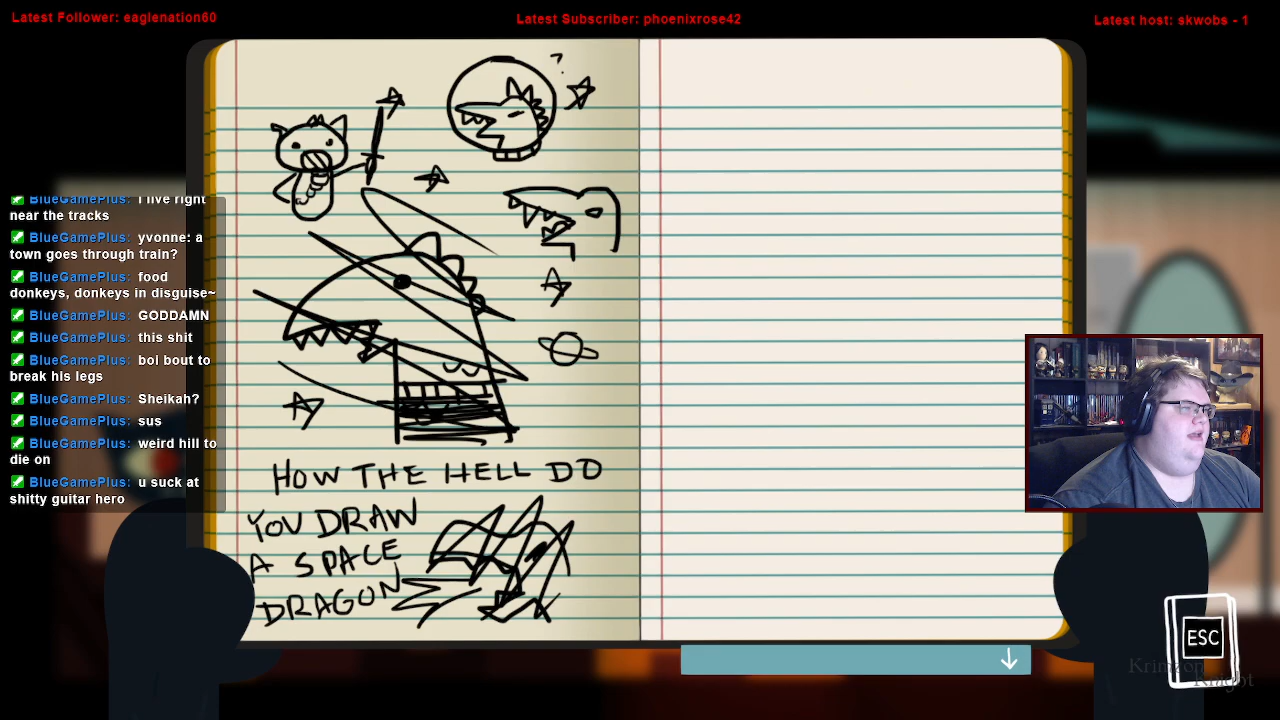 Latest Follower: eaglenation60
Latest Subscriber: phoenixrose42
Latest host: skwobs - 1
BlueGamePlus: I live right
near the tracks
BlueGamePlus: yvonne: a
town goes through train?
BlueGamePlus: food
donkeys, donkeys in disguise~
BlueGamePlus: GODDAMN
BlueGamePlus: this shit
BlueGamePlus: boi bout to
break his legs
BlueGamePlus: Sheikah?
BlueGamePlus: sus
BlueGamePlus: weird hill to
die on
BlueGamePlus: u suck at
shitty guitar hero
?
HOW THE HELL DO
YOU DRAW
A SPACE
DRAGON
ESC
Krimzon
Knight